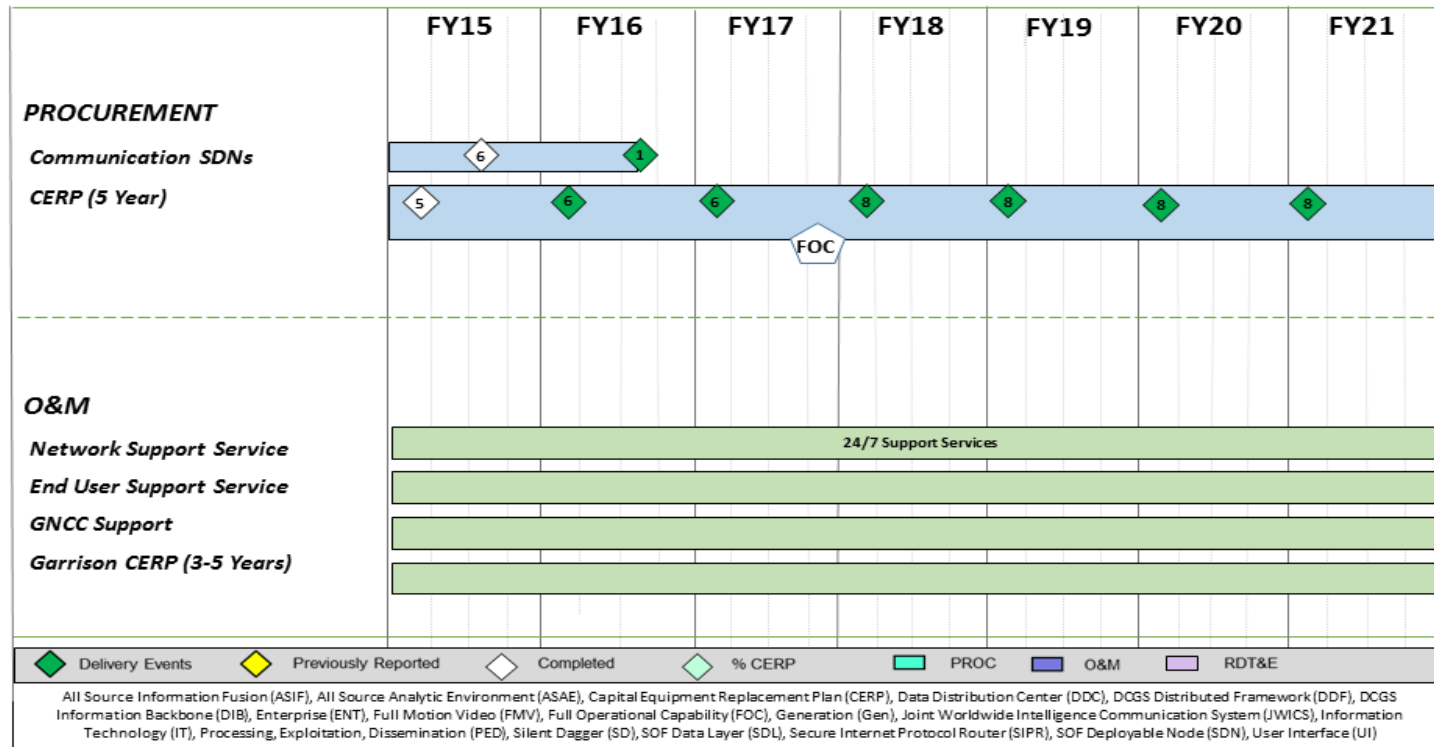 FY15 FY16 FY17 FY18 FY19 FY20 FY21
PROCUREMENT
Communication SDNs
6 1
CERP (5 Year)
5 6 6 8 8 8 8
FOC
O&M
Network Support Service
24/7 Support Services
End User Support Service
GNCC Support
Garrison CERP (3-5 Years)
Delivery Events Previously Reported Completed % CERP PROC O&M RDT&E
All Source Information Fusion (ASIF), All Source Analytic Environment (ASAE), Capital Equipment Replacement Plan (CERP), Data Distribution Center (DDC), DCGS Distributed Framework (DDF), DCGS
Information Backbone (DIB), Enterprise (ENT), Full Motion Video (FMV), Full Operational Capability (FOC), Generation (Gen), Joint Worldwide Intelligence Communication System (JWICS), Information
Technology (IT), Processing, Exploitation, Dissemination (PED), Silent Dagger (SD), SOF Data Layer (SDL), Secure Internet Protocol Router (SIPR), SOF Deployable Node (SDN), User Interface (UI)